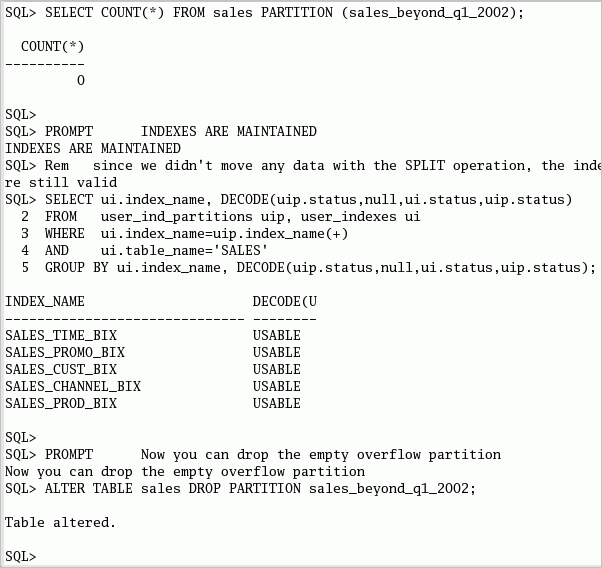 SQL> SELECT COUNT(*) FROM sales PARTITION (sales_beyond_q1_2002);
COUNT(*)
----------
0
SQL>
SQL> PROMPT      INDEXES ARE MAINTAINED
INDEXES ARE MAINTAINED
SQL> Rem   since we didn't move any data with the SPLIT operation, the inde
re still valid
SQL> SELECT ui.index_name, DECODE(uip.status,null,ui.status,uip.status)
  2  FROM   user_ind_partitions uip, user_indexes ui
  3  WHERE  ui.index_name=uip.index_name(+)
  4  AND    ui.table_name='SALES'
  5  GROUP BY ui.index_name, DECODE(uip.status,null,ui.status,uip.status);
INDEX_NAME                     DECODE(U
------------------------------ --------
SALES_TIME_BIX                 USABLE
SALES_PROMO_BIX                USABLE
SALES_CUST_BIX                 USABLE
SALES_CHANNEL_BIX              USABLE
SALES_PROD_BIX                 USABLE
SQL>
SQL> PROMPT      Now you can drop the empty overflow partition
Now you can drop the empty overflow partition
SQL> ALTER TABLE sales DROP PARTITION sales_beyond_q1_2002;
Table altered.
SQL>